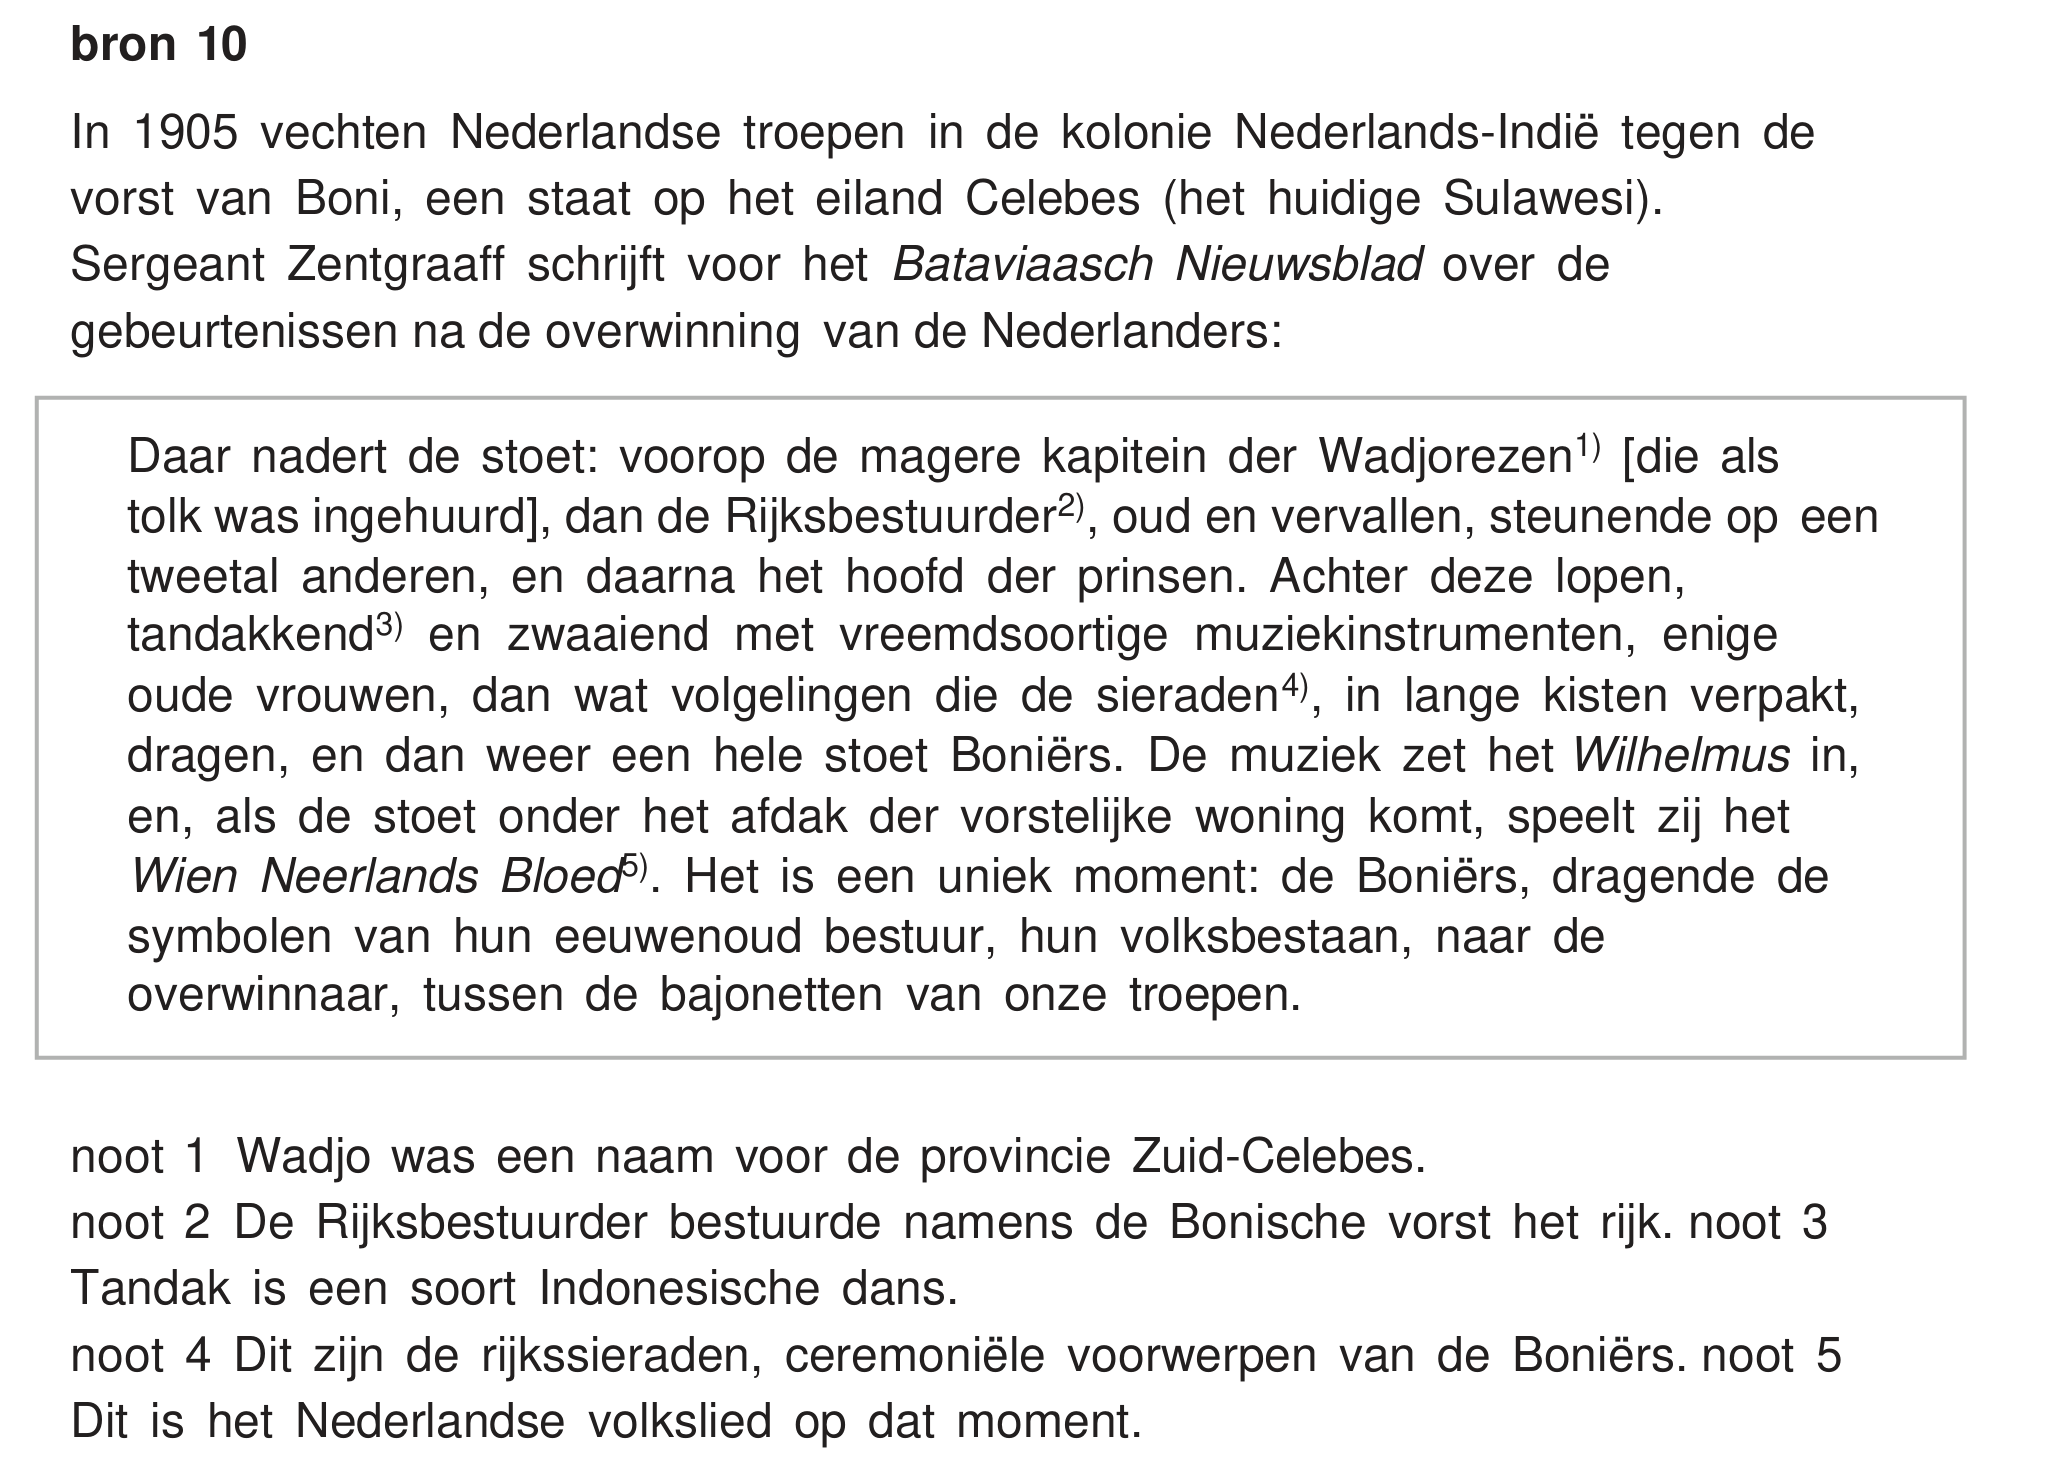 bron 10
In 1905 vechten Nederlandse troepen in de kolonie Nederlands-Indië tegen de
vorst van Boni, een staat op het eiland Celebes (het huidige Sulawesi).
Sergeant Zentgraaff schrijft voor het Bataviaasch Nieuwsblad over de
gebeurtenissen na de overwinning van de Nederlanders:
Daar nadert de stoet: voorop de magere kapitein der Wadjorezen1) [die als
tolk was ingehuurd], dan de Rijksbestuurder2), oud en vervallen, steunende op een
tweetal anderen, en daarna het hoofd der prinsen. Achter deze lopen,
tandakkend3) en zwaaiend met vreemdsoortige muziekinstrumenten, enige
oude vrouwen, dan wat volgelingen die de sieraden4), in lange kisten verpakt,
dragen, en dan weer een hele stoet Boniërs. De muziek zet het Wilhelmus in,
en, als de stoet onder het afdak der vorstelijke woning komt, speelt zij het
Wien Neerlands Bloed5). Het is een uniek moment: de Boniërs, dragende de
symbolen van hun eeuwenoud bestuur, hun volksbestaan, naar de
overwinnaar, tussen de bajonetten van onze troepen.
noot 1 Wadjo was een naam voor de provincie Zuid-Celebes.
noot 2 De Rijksbestuurder bestuurde namens de Bonische vorst het rijk. noot 3
Tandak is een soort Indonesische dans.
noot 4 Dit zijn de rijkssieraden, ceremoniële voorwerpen van de Boniërs. noot 5
Dit is het Nederlandse volkslied op dat moment.